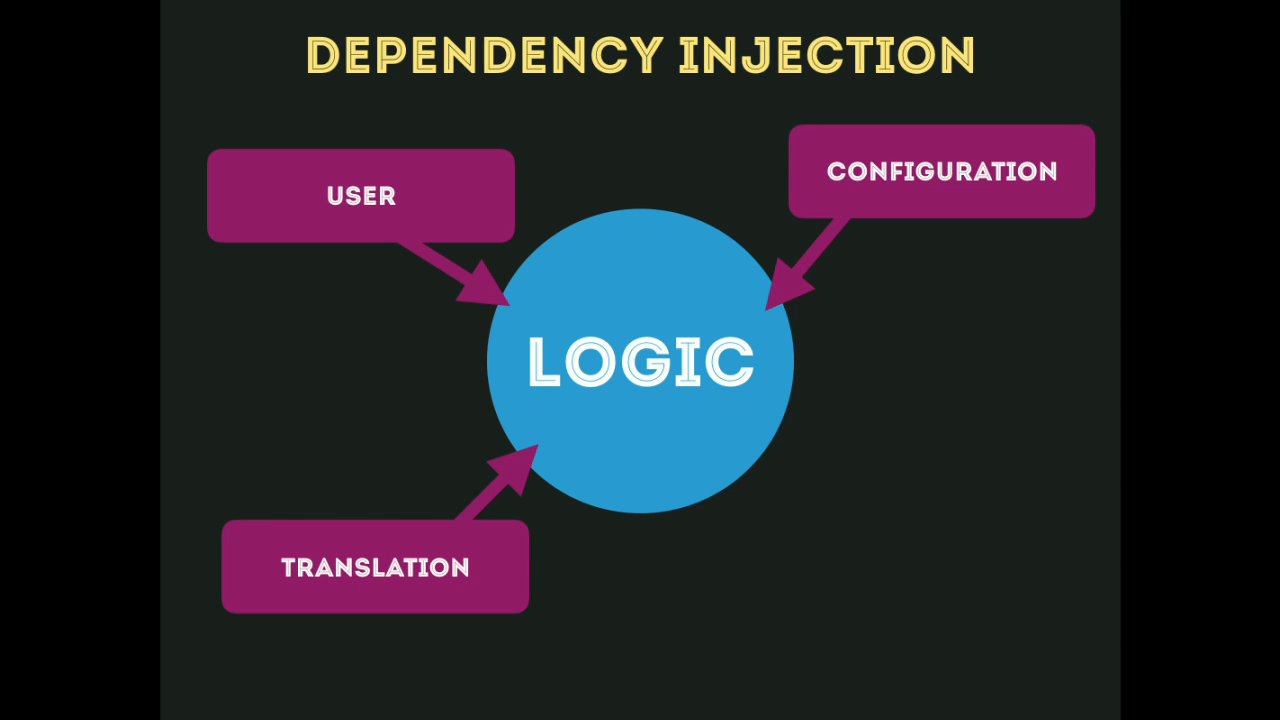 DEPENDENCY INJECTION
USER
CONFIGURATION
LOGIC
TRANSLATION